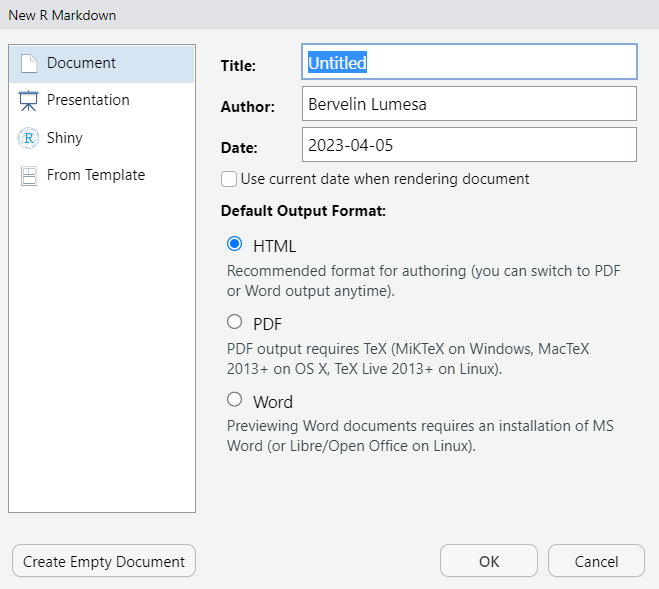 New R Markdown
Document
Presentation
R Shiny
From Template
Title: Untitled
Author: Bervelin Lumesa
Date: 2023-04-05
Use current date when rendering document
Default Output Format:
HTML
Recommended format for authoring (you can switch to PDF
or Word output anytime).
PDF
PDF output requires TeX (MiKTeX on Windows, MacTeX
2013+ on OS X, TeX Live 2013+ on Linux).
Word
Previewing Word documents requires an installation of MS
Word (or Libre/Open Office on Linux).
Create Empty Document
OK
Cancel